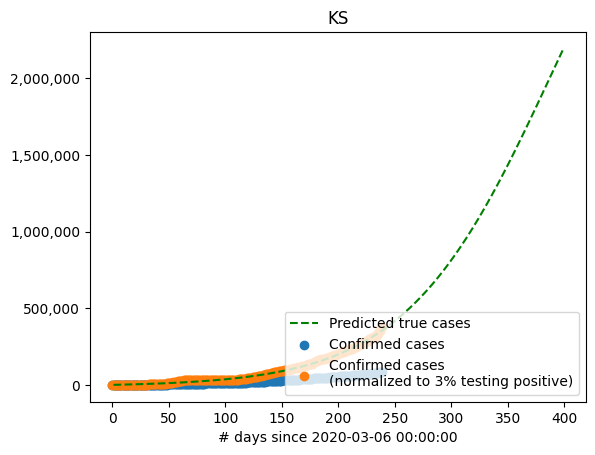 KS
2,000,000
1,500,000
1,000,000
500,000
0
Predicted true cases
Confirmed cases
Confirmed cases
(normalized to 3% testing positive)
0 50 100 150 200 250 300 350 400
# days since 2020-03-06 00:00:00